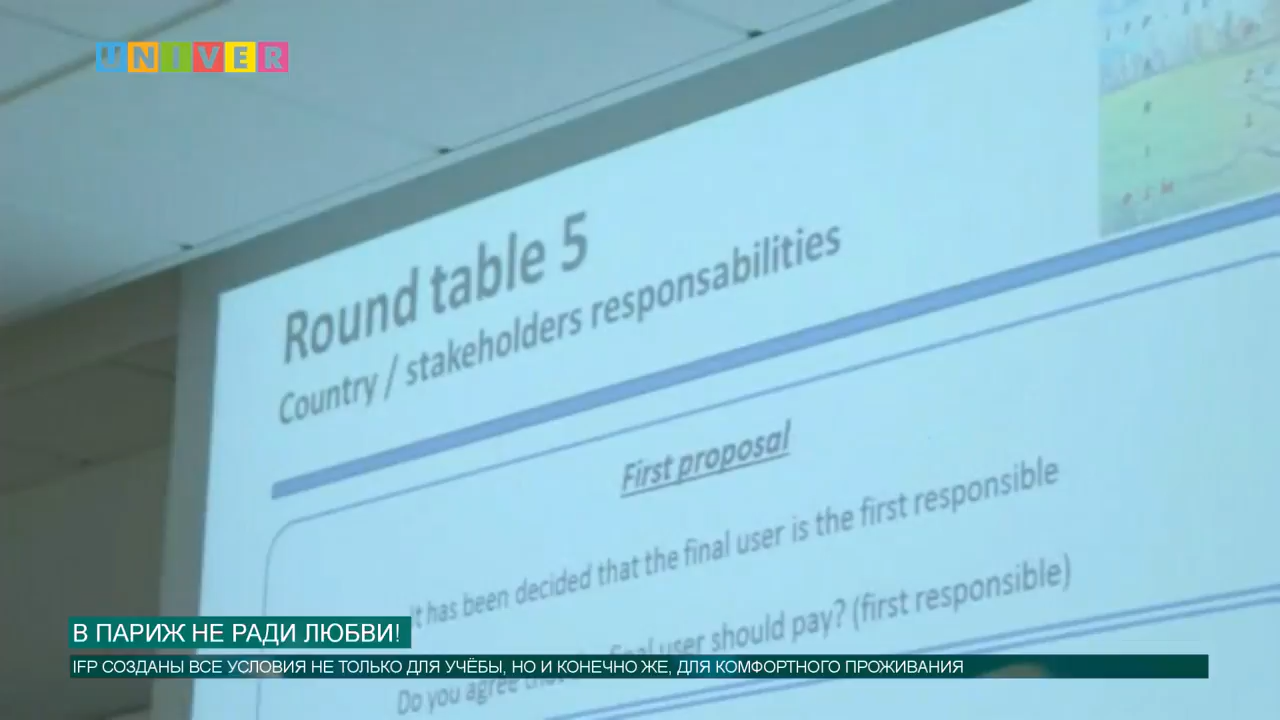 UNIVER
Round table 5
Country / stakeholders responsabilities
First proposal
It has been decided that the final user is the first responsible
Do you agree that the final user should pay? (first responsible)
В ПАРИЖ НЕ РАДИ ЛЮБВИ!
IFP СОЗДАНЫ ВСЕ УСЛОВИЯ НЕ ТОЛЬКО ДЛЯ УЧЁБЫ, НО И КОНЕЧНО ЖЕ, ДЛЯ КОМФОРТНОГО ПРОЖИВАНИЯ